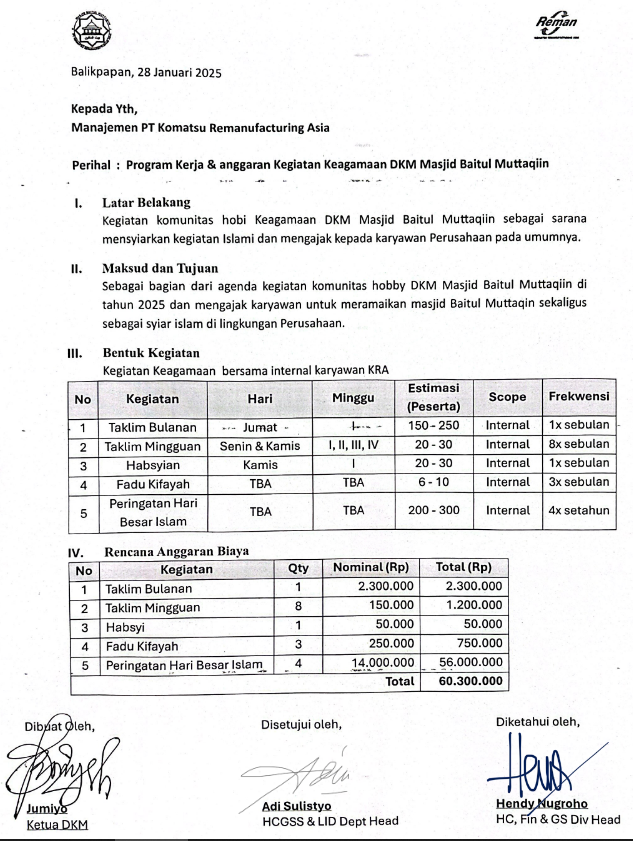 Reman
Balikpapan, 28 Januari 2025
Kepada Yth,
Manajemen PT Komatsu Remanufacturing Asia
Perihal : Program Kerja & anggaran Kegiatan Keagamaan DKM Masjid Baitul Muttaqiin
I. Latar Belakang
Kegiatan komunitas hobi Keagamaan DKM Masjid Baitul Muttaqiin sebagai sarana
mensyiarkan kegiatan Islami dan mengajak kepada karyawan Perusahaan pada umumnya.
II. Maksud dan Tujuan
Sebagai bagian dari agenda kegiatan komunitas hobby DKM Masjid Baitul Muttaqiin di
tahun 2025 dan mengajak karyawan untuk meramaikan masjid Baitul Muttaqin sekaligus
sebagai syiar islam di lingkungan Perusahaan.
III. Bentuk Kegiatan
Kegiatan Keagamaan bersama internal karyawan KRA
No Kegiatan Hari Minggu Estimasi (Peserta) Scope Frekwensi
1 Taklim Bulanan Jumat 150 - 250 Internal 1x sebulan
2 Taklim Mingguan Senin & Kamis I, II, III, IV 20 - 30 Internal 8x sebulan
3 Habsyian Kamis I 20 - 30 Internal 1x sebulan
4 Fadu Kifayah TBA TBA 6 - 10 Internal 3x sebulan
5 Peringatan Hari Besar Islam TBA TBA 200 - 300 Internal 4x setahun
IV. Rencana Anggaran Biaya
No Kegiatan Qty Nominal (Rp) Total (Rp)
1 Taklim Bulanan 1 2.300.000 2.300.000
2 Taklim Mingguan 8 150.000 1.200.000
3 Habsyi 1 50.000 50.000
4 Fadu Kifayah 3 250.000 750.000
5 Peringatan Hari Besar Islam 4 14.000.000 56.000.000
Total 60.300.000
Dibuat Oleh, Disetujui oleh, Diketahui oleh,
Jumiyo Adi Sulistyo Hendy Nugroho
Ketua DKM HCGSS & LID Dept Head HC, Fin & GS Div Head